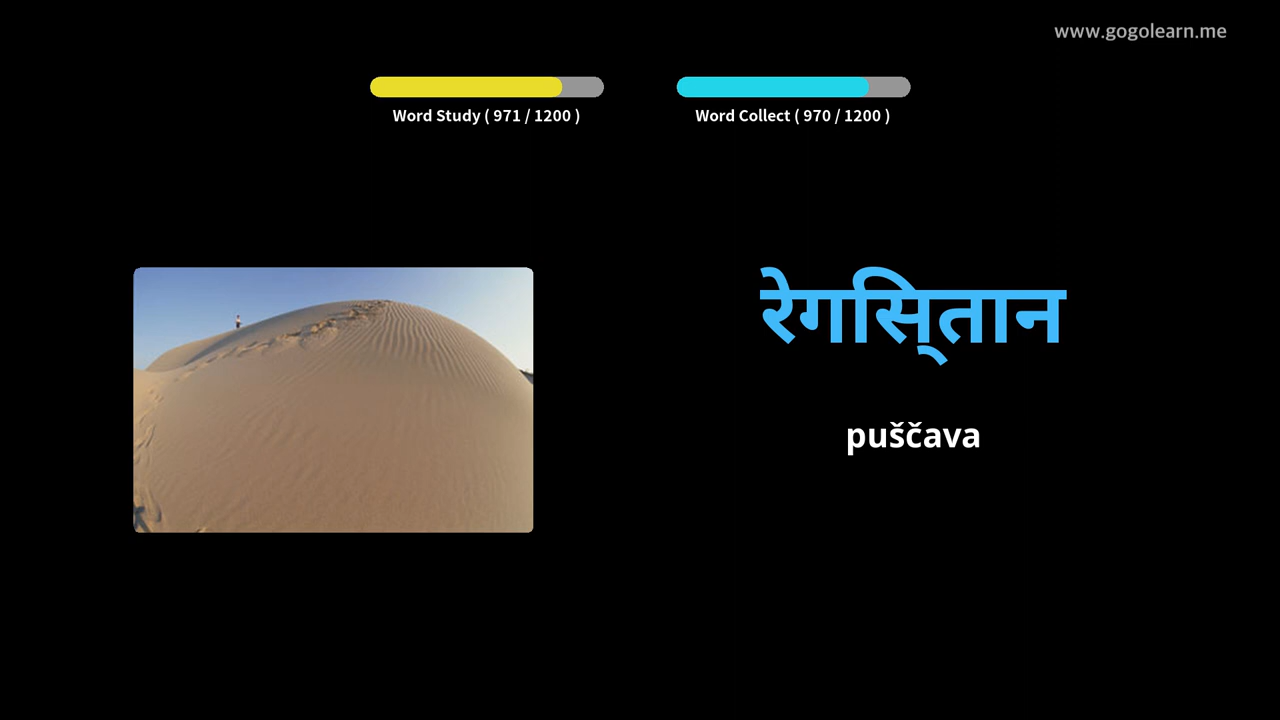 www.gogolearn.me
Word Study ( 971 / 1200 )
Word Collect ( 970 / 1200 )
रेगसि्तान
puščava